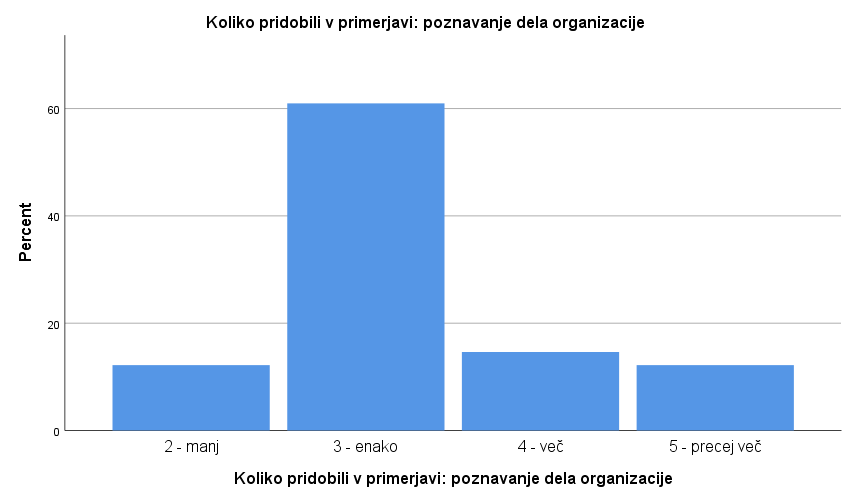 Koliko pridobili v primerjavi: poznavanje dela organizacije
Percent
60
40
20
0
2 - manj
3 - enako
4 - več
5 - precej več
Koliko pridobili v primerjavi: poznavanje dela organizacije